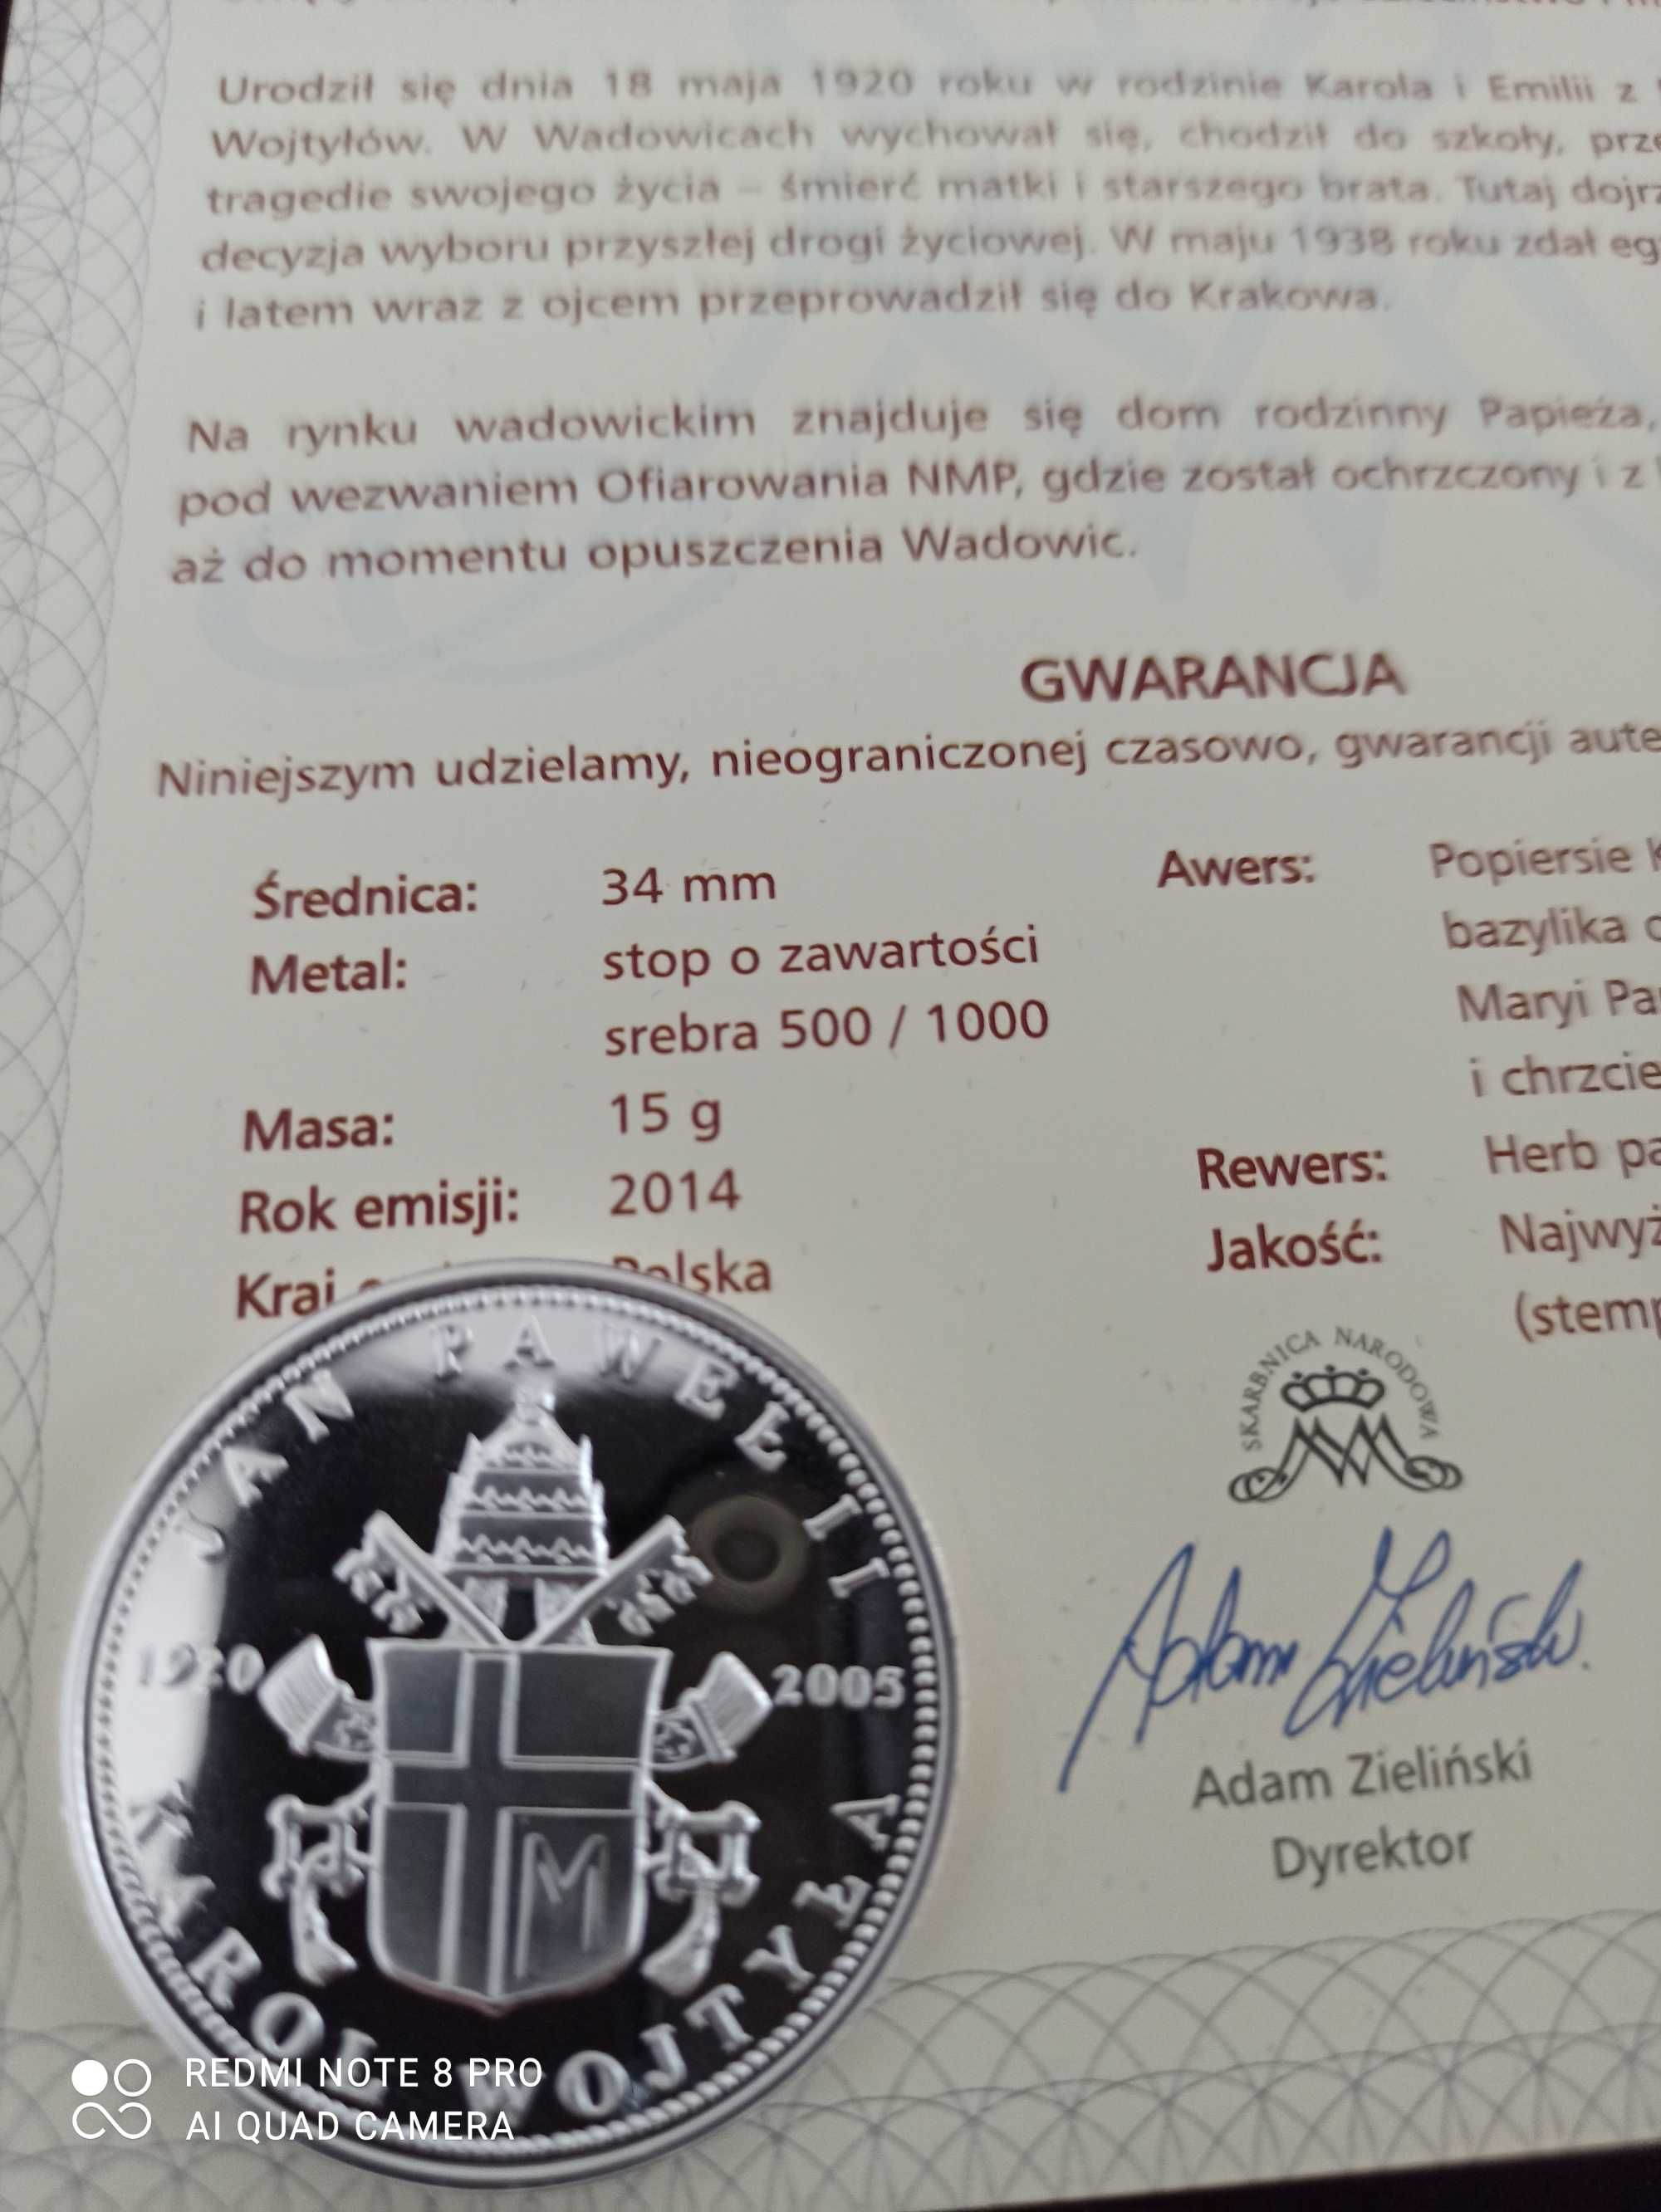 Urodził się dnia 18 maja 1920 roku w rodzinie Karola i Emilii z
Wojtyłów. W Wadowicach wychował się, chodził do szkoły,
tragedie swojego życia – śmierć matki i starszego brata. Tutaj
decyzja wyboru przyszłej drogi życiowej. W maju 1938 roku zdał
i latem wraz z ojcem przeprowadził się do Krakowa.
Na rynku wadowickim znajduje się dom rodzinny Papieża,
pod wezwaniem Ofiarowania NMP, gdzie został ochrzczony i z
aż do momentu opuszczenia Wadowic.
GWARANCJA
Niniejszym udzielamy, nieograniczonej czasowo, gwarancji
Średnica: 34 mm
Metal: stop o zawartości
srebra 500 / 1000
Masa: 15 g
Rok emisji: 2014
Kraj Polska
Awers: Popiersie
bazylika
Maryi
i
Rewers: Herb
Jakość:
SKARBNICA NARODOWA
Adam Zieliński
Adam Zieliński
Dyrektor
JAN PAWEŁ II
1920 2005
M
KAROL WOJTYŁA
REDMI NOTE 8 PRO
AI QUAD CAMERA